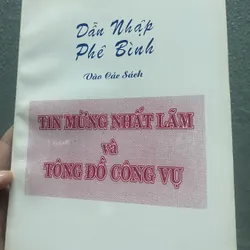 Dẫn Nhập
Phê Bình
Vào Các Sách
TIN MỪNG NHẤT LÃM
và
TÔNG ĐỒ CÔNG VỤ